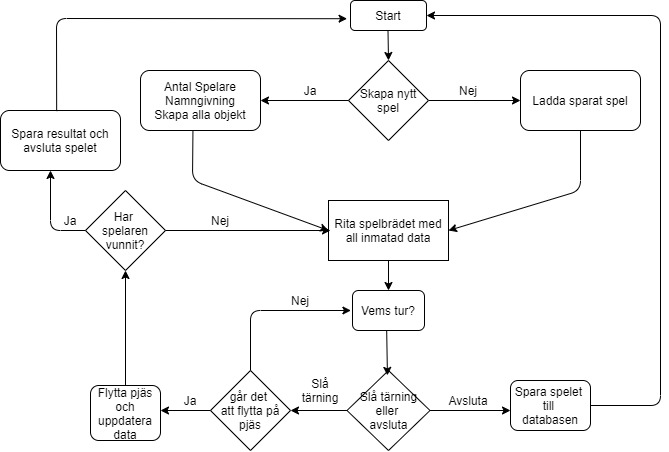 Start
Antal Spelare
Namngivning
Skapa alla objekt
Ja
Skapa nytt
spel
Nej
Ladda sparat spel
Spara resultat och
avsluta spelet
Ja
Har
spelaren
vunnit?
Nej
Rita spelbrädet med
all inmatad data
Nej
Vems tur?
Flytta pjäs
och
uppdatera
data
Ja
går det
att flytta på
pjäs
Slå
tärning
Slå tärning
eller
avsluta
Avsluta
Spara spelet
till
databasen